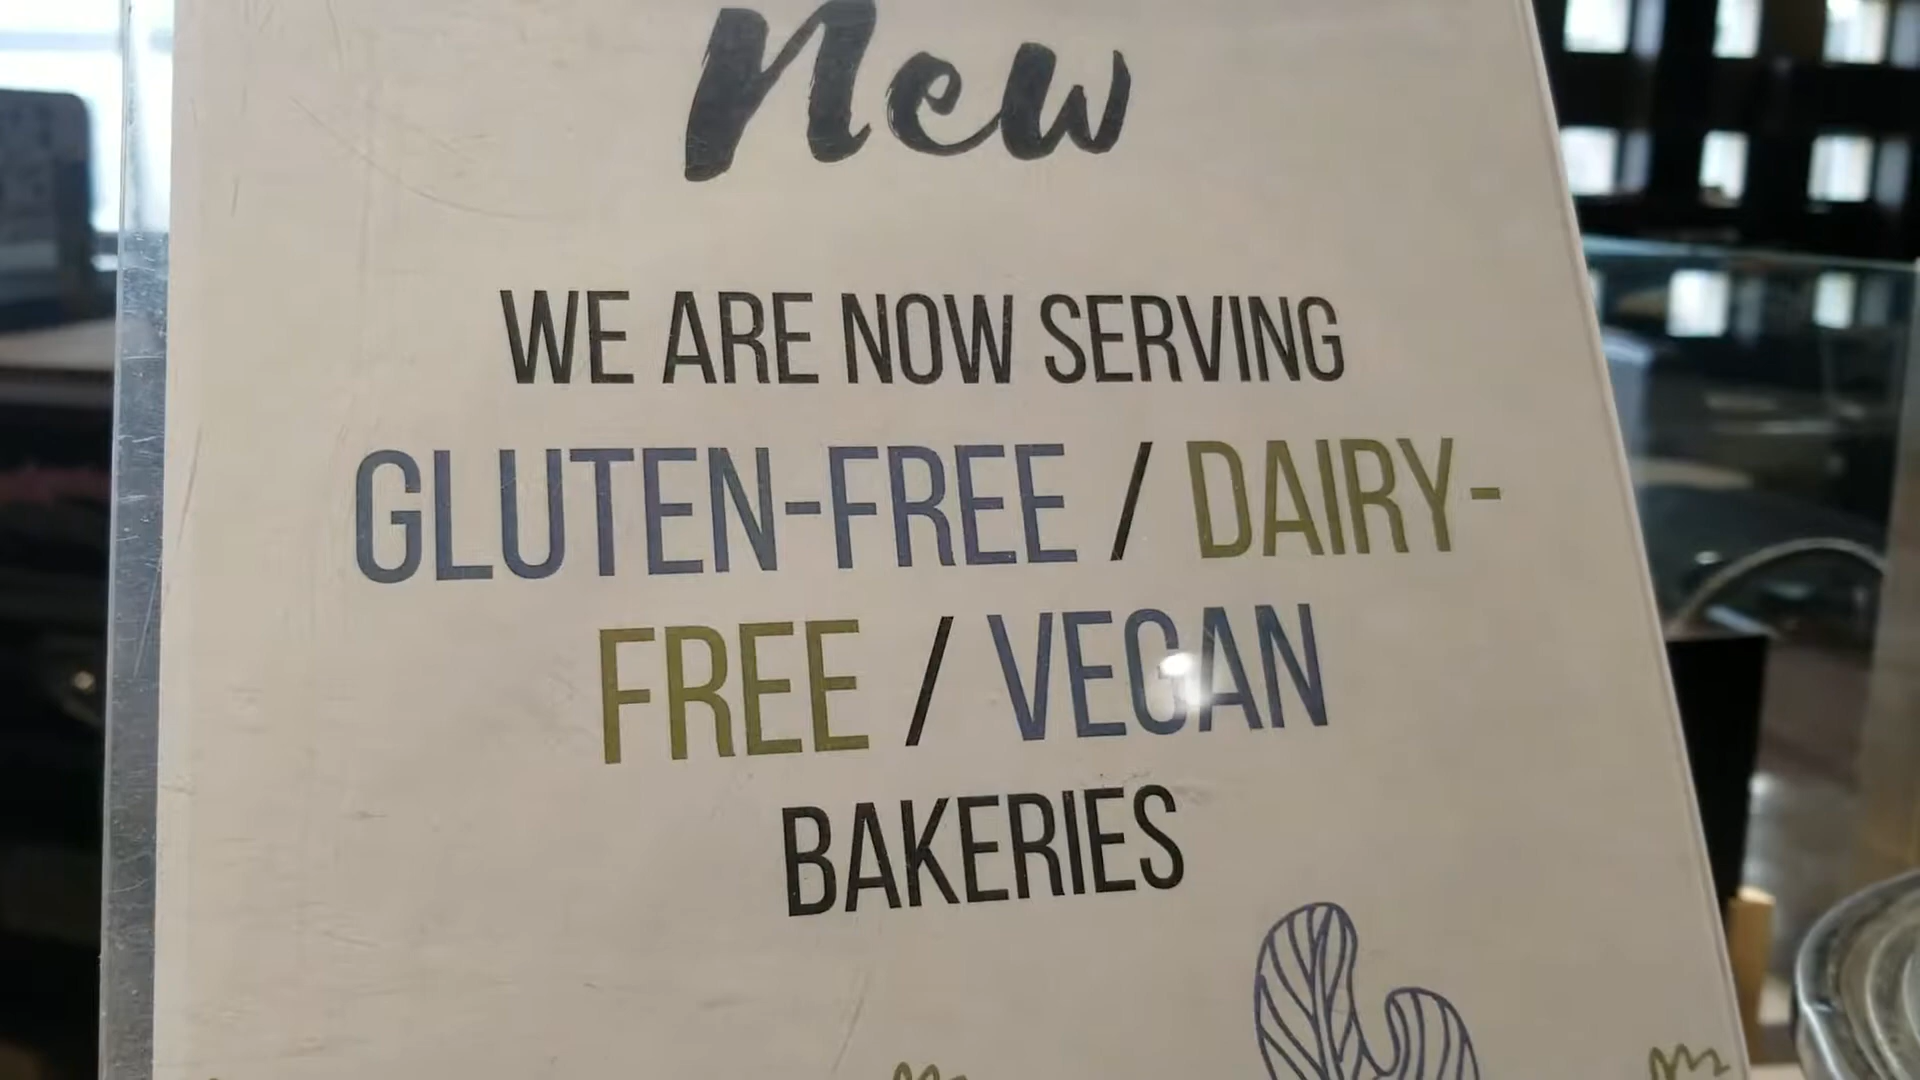 New
WE ARE NOW SERVING
GLUTEN-FREE / DAIRY-
FREE / VEGAN
BAKERIES